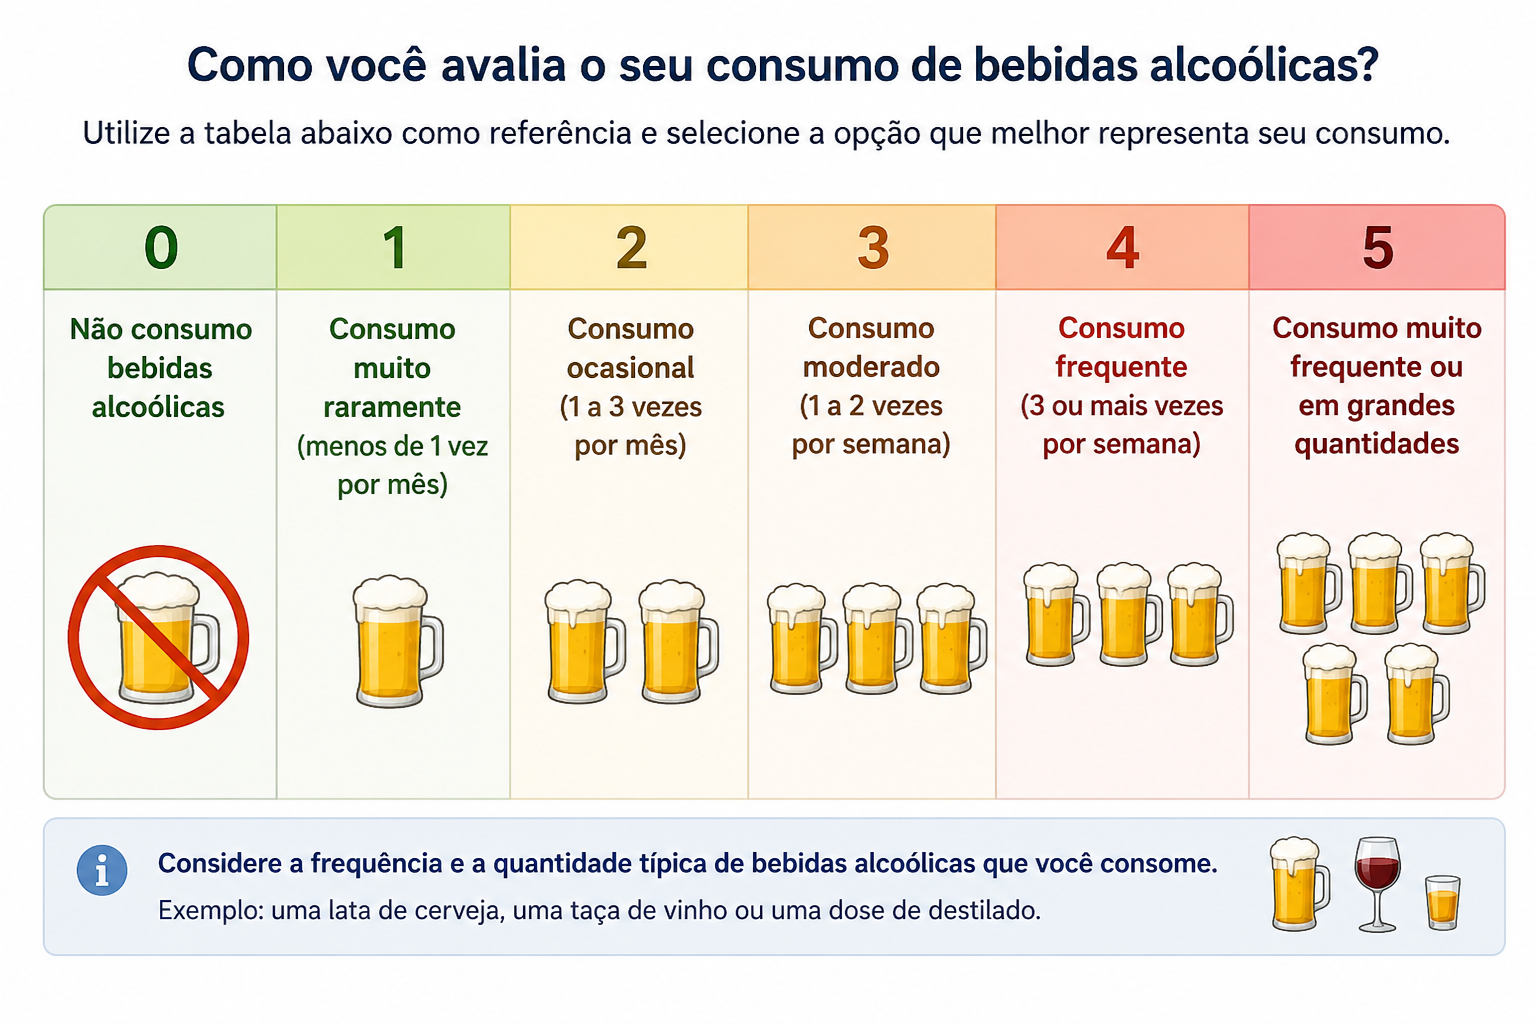 Como você avalia o seu consumo de bebidas alcoólicas?
Utilize a tabela abaixo como referência e selecione a opção que melhor representa seu consumo.
0
Não consumo
bebidas
alcoólicas
1
Consumo
muito
raramente
(menos de 1 vez
por mês)
2
Consumo
ocasional
(1 a 3 vezes
por mês)
3
Consumo
moderado
(1 a 2 vezes
por semana)
4
Consumo
frequente
(3 ou mais vezes
por semana)
5
Consumo muito
frequente ou
em grandes
quantidades
i
Considere a frequência e a quantidade típica de bebidas alcoólicas que você consome.
Exemplo: uma lata de cerveja, uma taça de vinho ou uma dose de destilado.